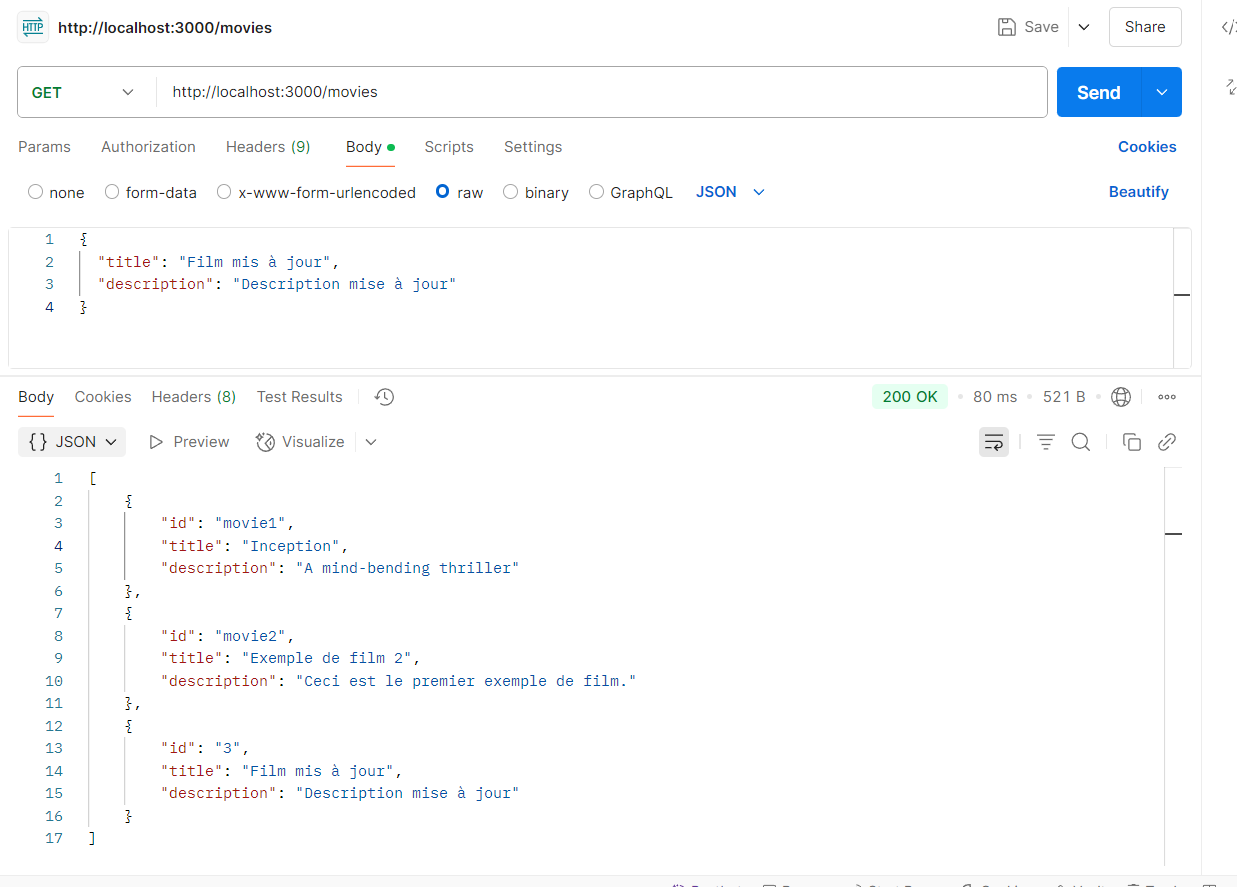 HTTP http://localhost:3000/movies Save Share
GET http://localhost:3000/movies Send
Params Authorization Headers (9) Body Scripts Settings Cookies
none form-data x-www-form-urlencoded raw binary GraphQL JSON Beautify
1 {
2 "title": "Film mis à jour",
3 "description": "Description mise à jour"
4 }
Body Cookies Headers (8) Test Results 200 OK 80 ms 521 B
{} JSON Preview Visualize
1 [
2 {
3 "id": "movie1",
4 "title": "Inception",
5 "description": "A mind-bending thriller"
6 },
7 {
8 "id": "movie2",
9 "title": "Exemple de film 2",
10 "description": "Ceci est le premier exemple de film."
11 },
12 {
13 "id": "3",
14 "title": "Film mis à jour",
15 "description": "Description mise à jour"
16 }
17 ]